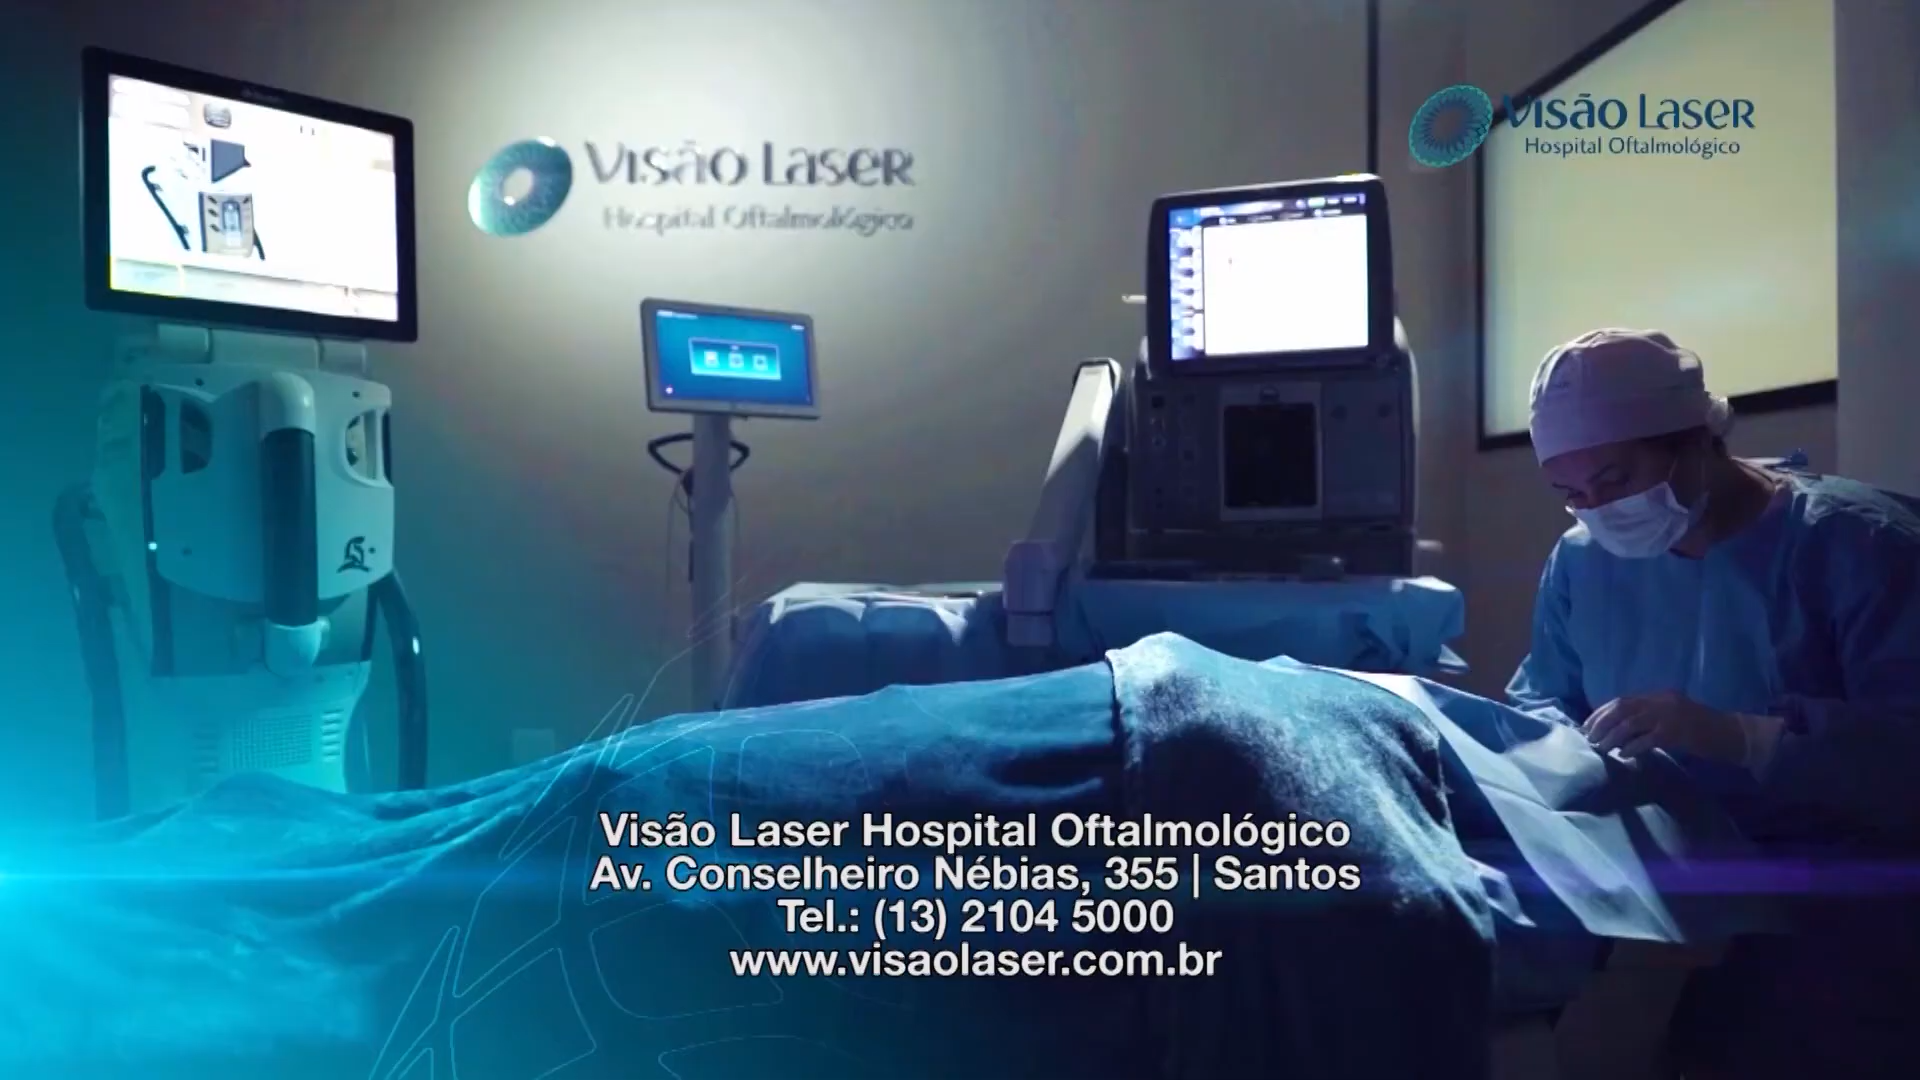 Visão Laser
Hospital Oftalmológico
Visão Laser
Hospital Oftalmológico
Visão Laser Hospital Oftalmológico
Av. Conselheiro Nébias, 355 | Santos
Tel.: (13) 2104 5000
www.visaolaser.com.br